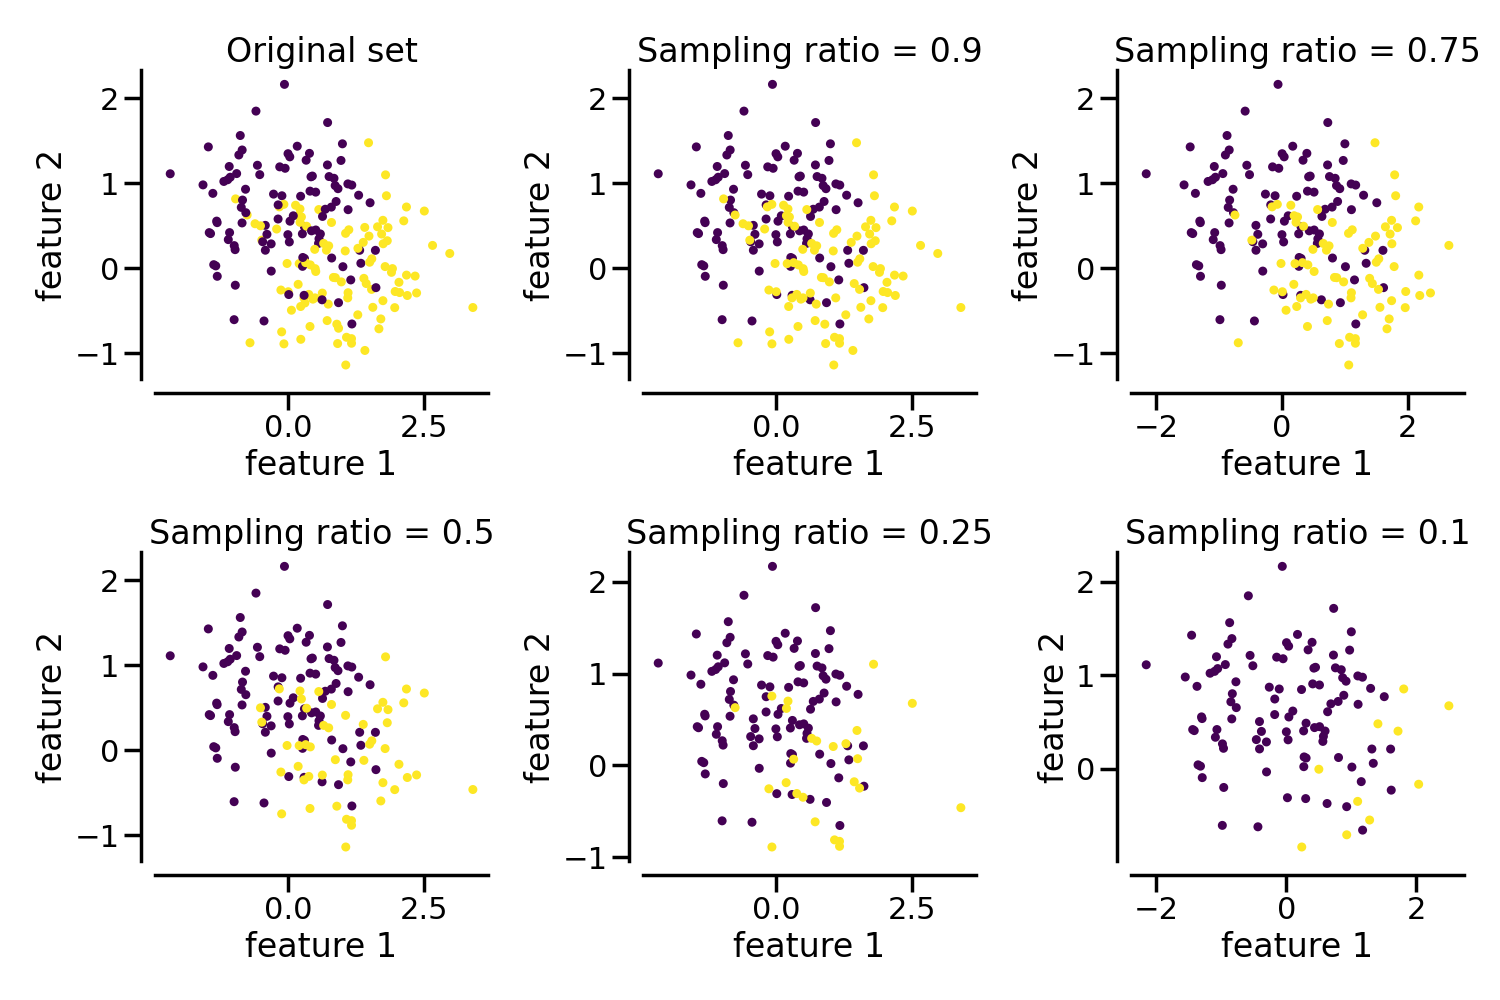 Original set
2
1
0
−1
feature 2
0.0 2.5
feature 1
Sampling ratio = 0.9
2
1
0
−1
feature 2
0.0 2.5
feature 1
Sampling ratio = 0.75
2
1
0
−1
feature 2
−2 0 2
feature 1
Sampling ratio = 0.5
2
1
0
−1
feature 2
0.0 2.5
feature 1
Sampling ratio = 0.25
2
1
0
−1
feature 2
0.0 2.5
feature 1
Sampling ratio = 0.1
2
1
0
feature 2
−2 0 2
feature 1